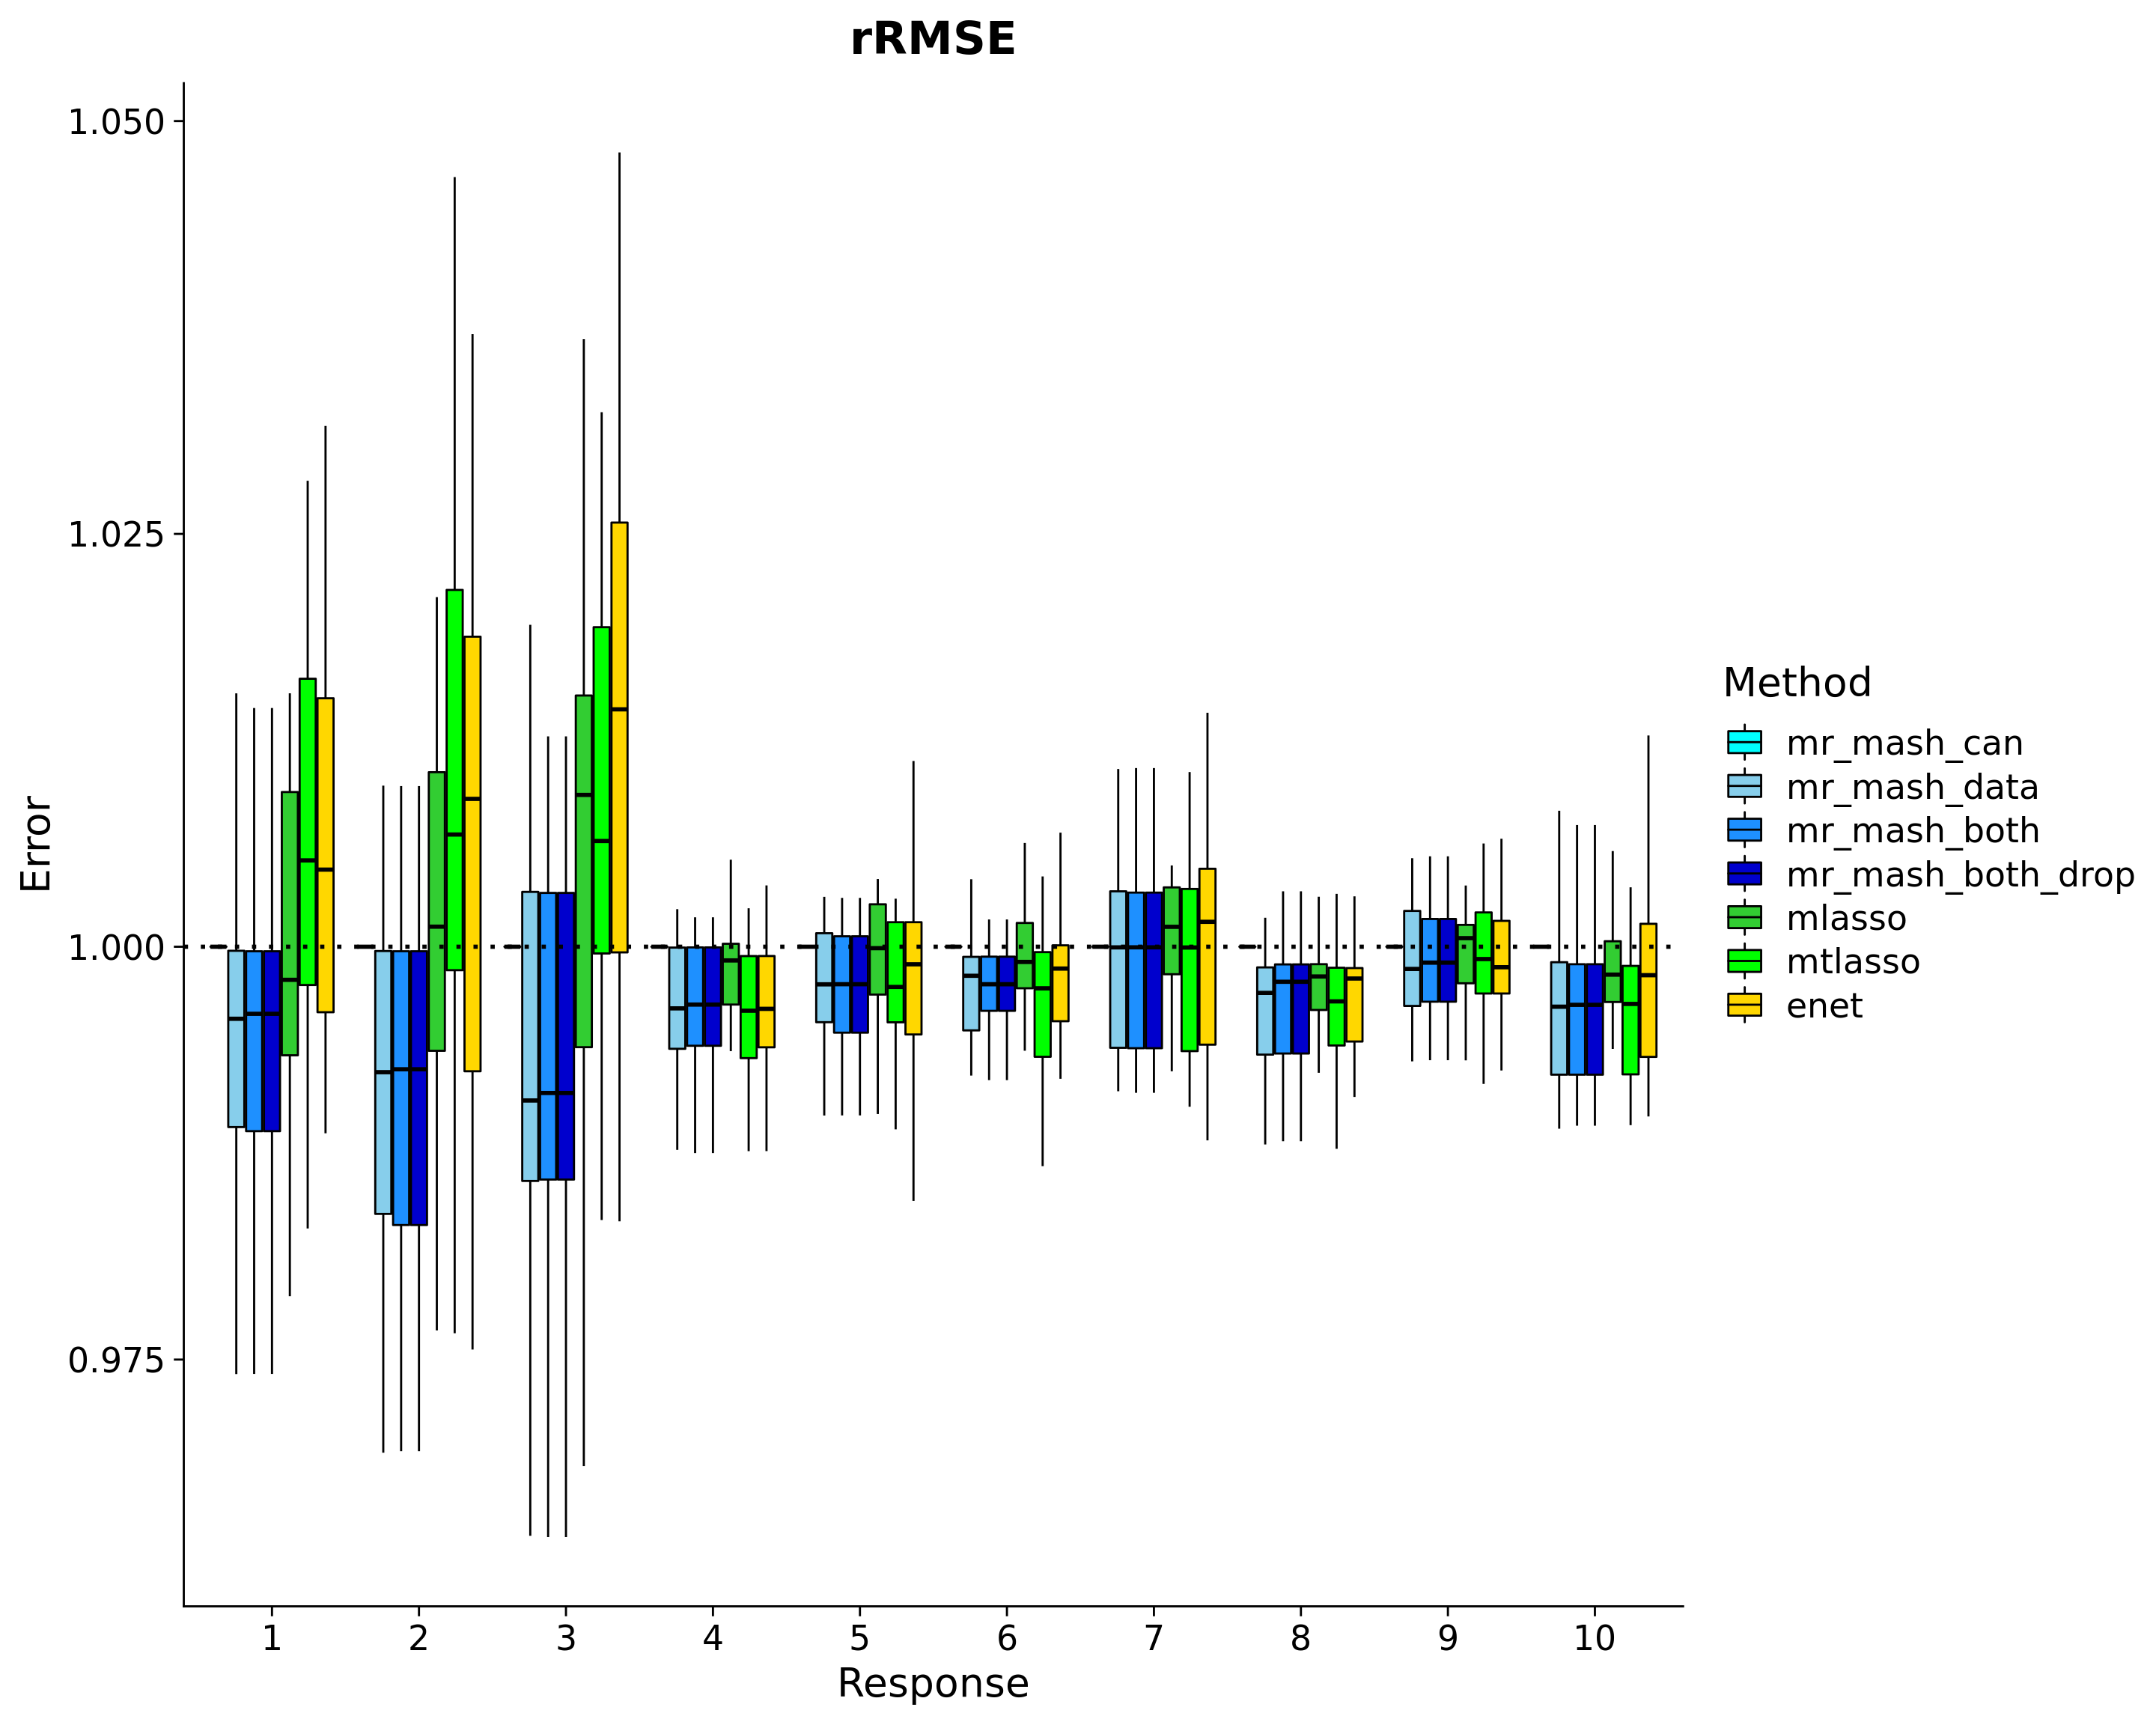 rRMSE
Error
1.050
1.025
1.000
0.975
1 2 3 4 5 6 7 8 9 10
Response
Method
mr_mash_can
mr_mash_data
mr_mash_both
mr_mash_both_drop
mlasso
mtlasso
enet